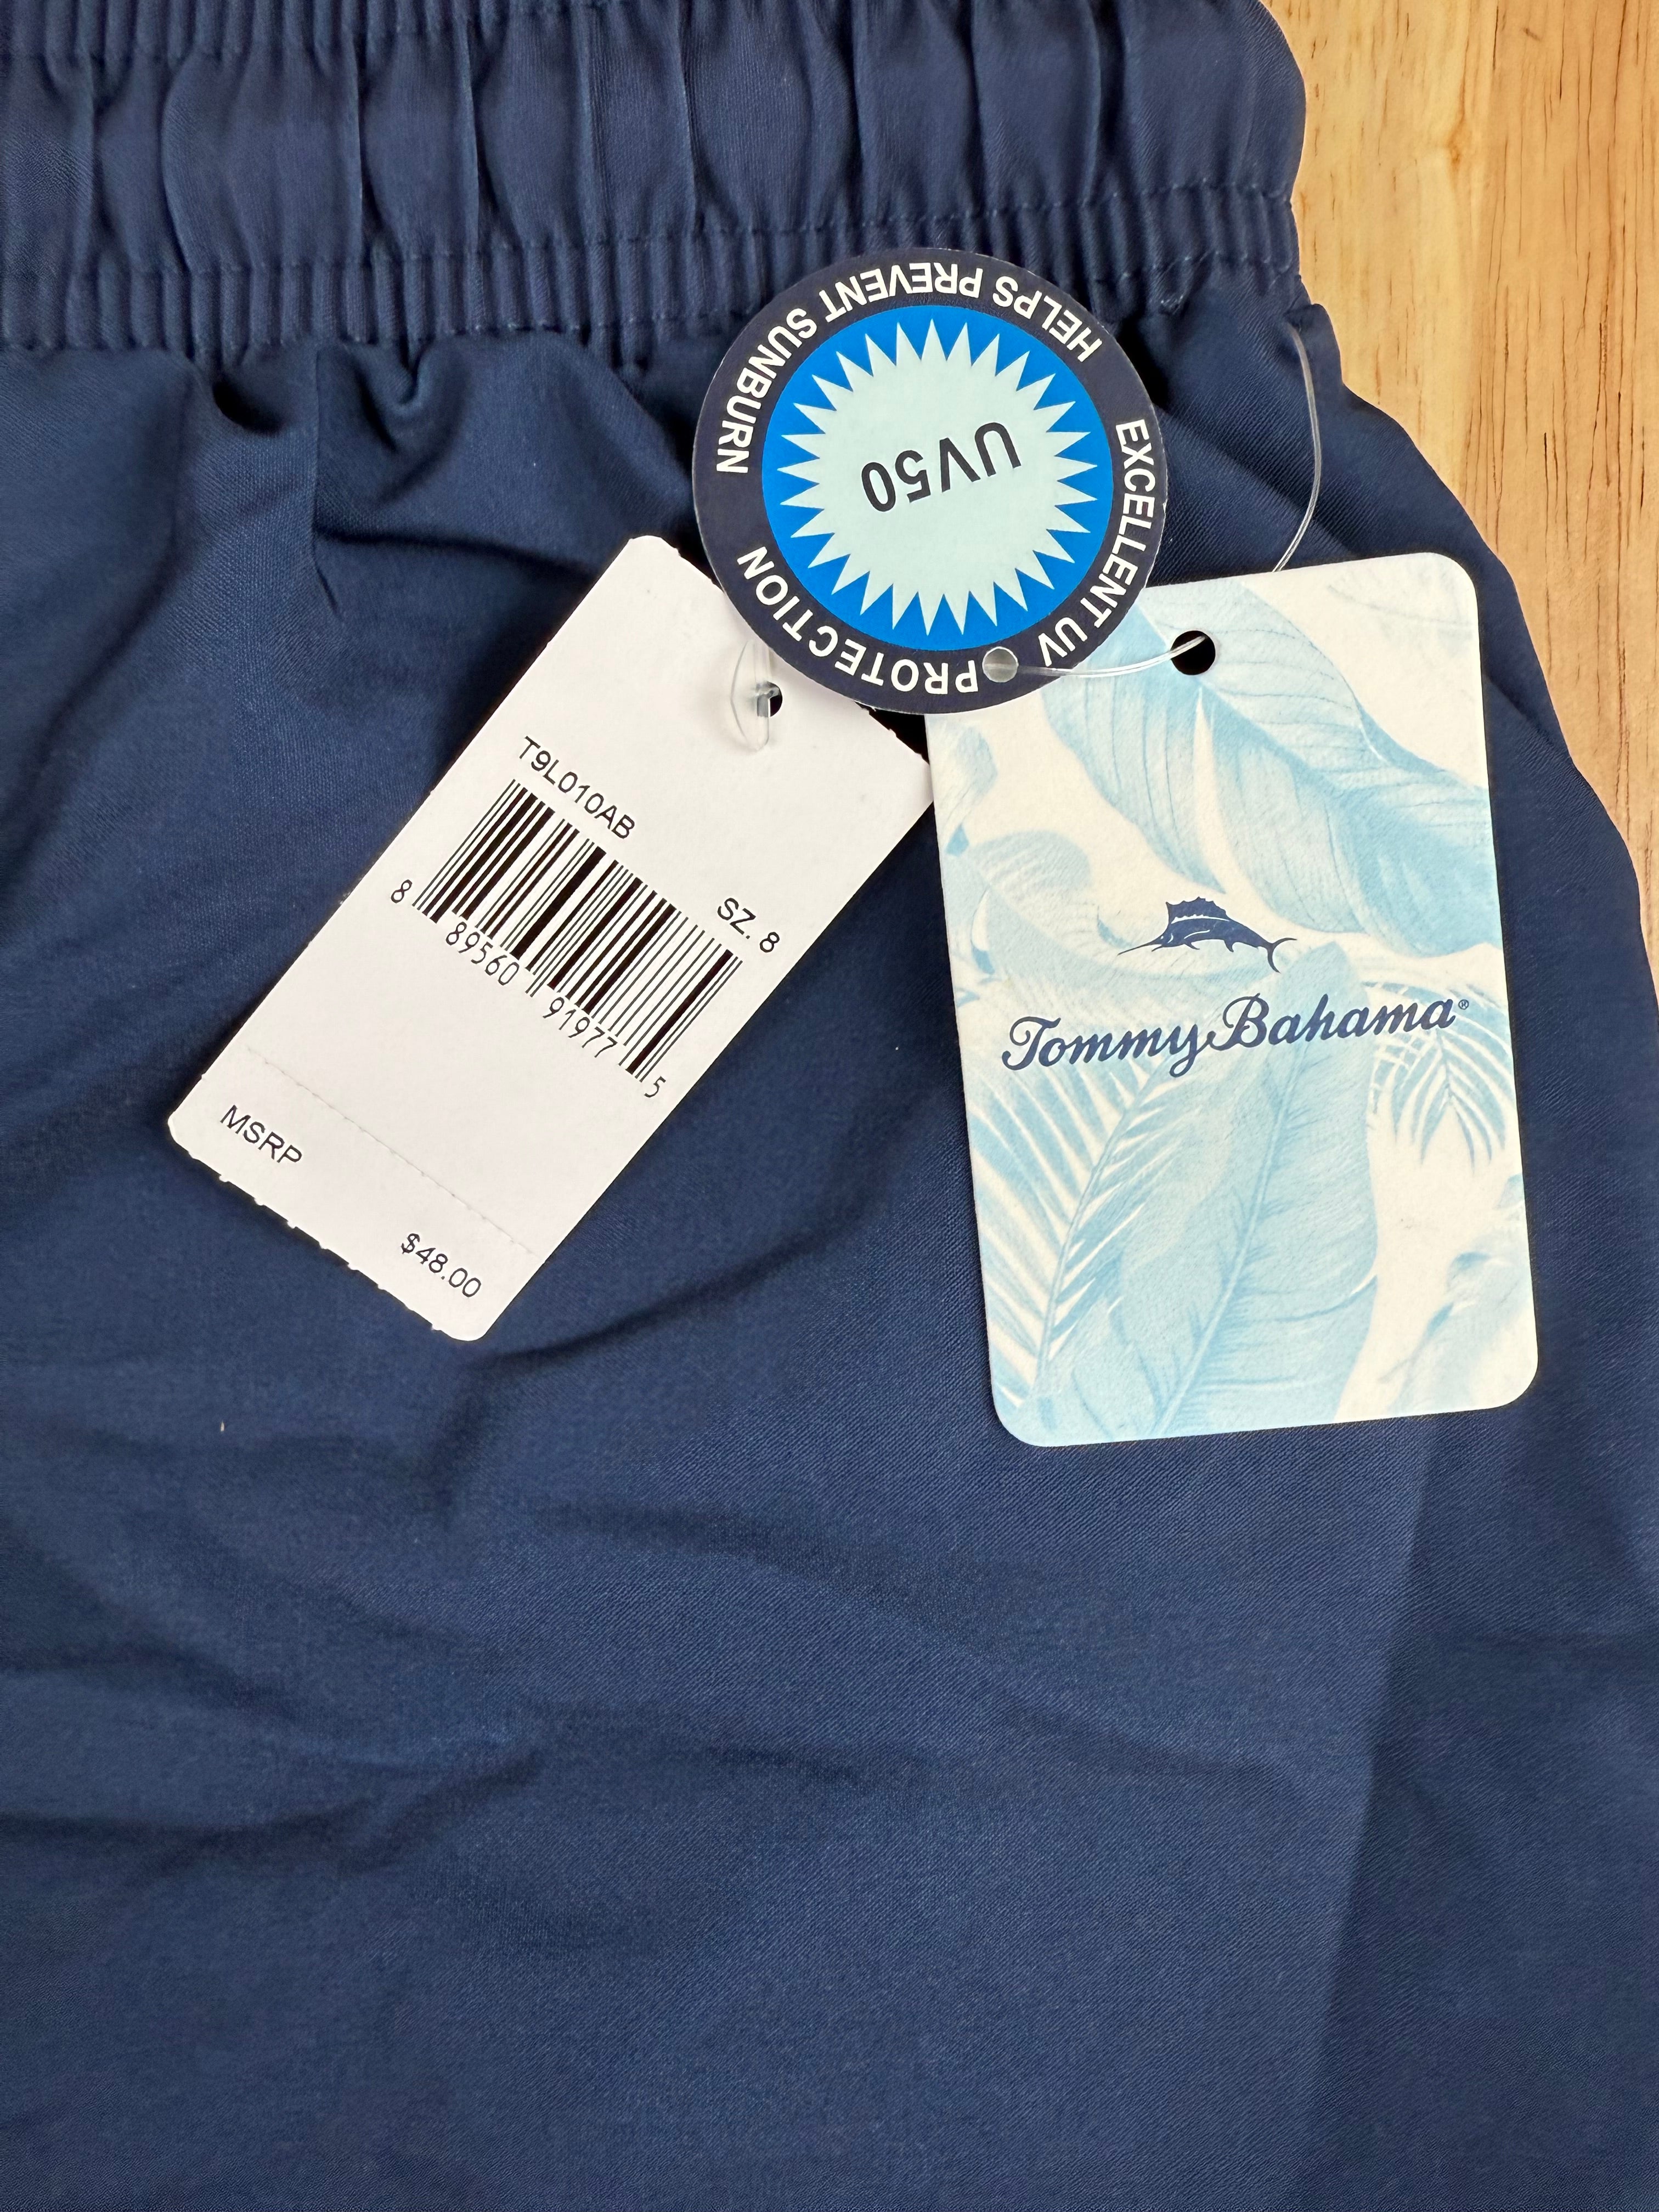 HELPS PREVENT SUNBURN
EXCELLENT UV PROTECTION
UV50
T9L010AB
SZ. 8
8 89560 91977 5
MSRP
$48.00
Tommy Bahama®